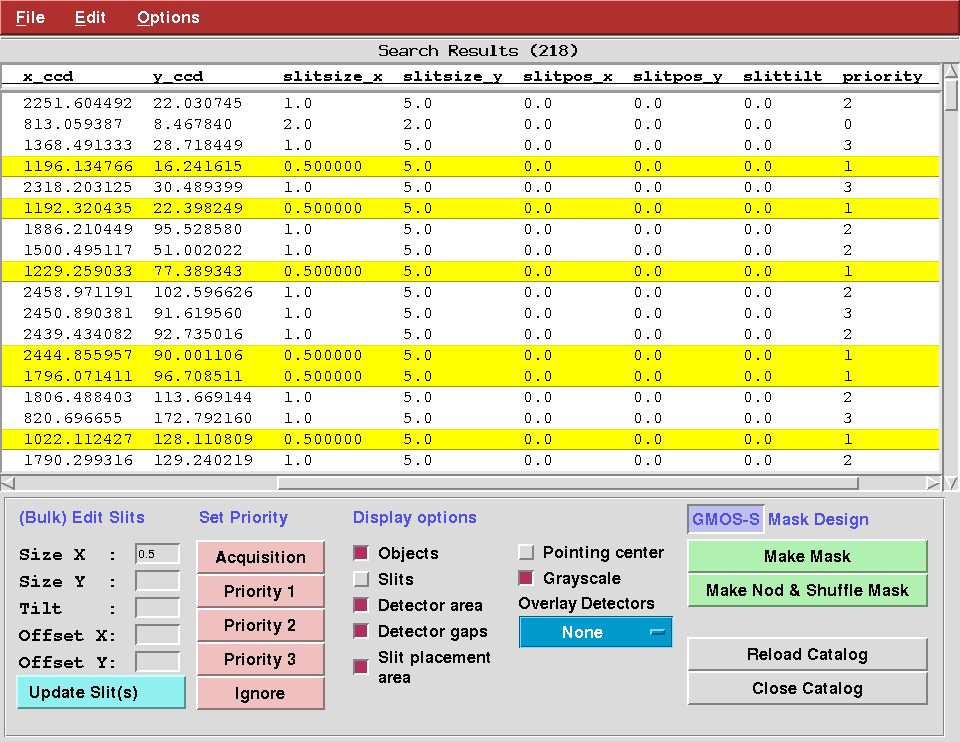 File Edit Options
Search Results (218)
x_ccd y_ccd slitsize_x slitsize_y slitpos_x slitpos_y slittilt priority
2251.604492 22.030745 1.0 5.0 0.0 0.0 0.0 2
813.059387 8.467840 2.0 2.0 0.0 0.0 0.0 0
1368.491333 28.718449 1.0 5.0 0.0 0.0 0.0 3
1196.134766 16.241615 0.500000 5.0 0.0 0.0 0.0 1
2318.203125 30.489399 1.0 5.0 0.0 0.0 0.0 3
1192.320435 22.398249 0.500000 5.0 0.0 0.0 0.0 1
1886.210449 95.528580 1.0 5.0 0.0 0.0 0.0 2
1500.495117 51.002022 1.0 5.0 0.0 0.0 0.0 2
1229.259033 77.389343 0.500000 5.0 0.0 0.0 0.0 1
2458.971191 102.596626 1.0 5.0 0.0 0.0 0.0 2
2450.890381 91.619560 1.0 5.0 0.0 0.0 0.0 3
2439.434082 92.735016 1.0 5.0 0.0 0.0 0.0 2
2444.855957 90.001106 0.500000 5.0 0.0 0.0 0.0 1
1796.071411 96.708511 0.500000 5.0 0.0 0.0 0.0 1
1806.488403 113.669144 1.0 5.0 0.0 0.0 0.0 2
820.696655 172.792160 1.0 5.0 0.0 0.0 0.0 3
1022.112427 128.110809 0.500000 5.0 0.0 0.0 0.0 1
1790.299316 129.240219 1.0 5.0 0.0 0.0 0.0 2
(Bulk) Edit Slits
Size X : 0.5
Size Y :
Tilt :
Offset X:
Offset Y:
Update Slit(s)
Set Priority
Acquisition
Priority 1
Priority 2
Priority 3
Ignore
Display options
Objects
Slits
Detector area
Detector gaps
Slit placement
area
Pointing center
Grayscale
Overlay Detectors
None
GMOS-S Mask Design
Make Mask
Make Nod & Shuffle Mask
Reload Catalog
Close Catalog